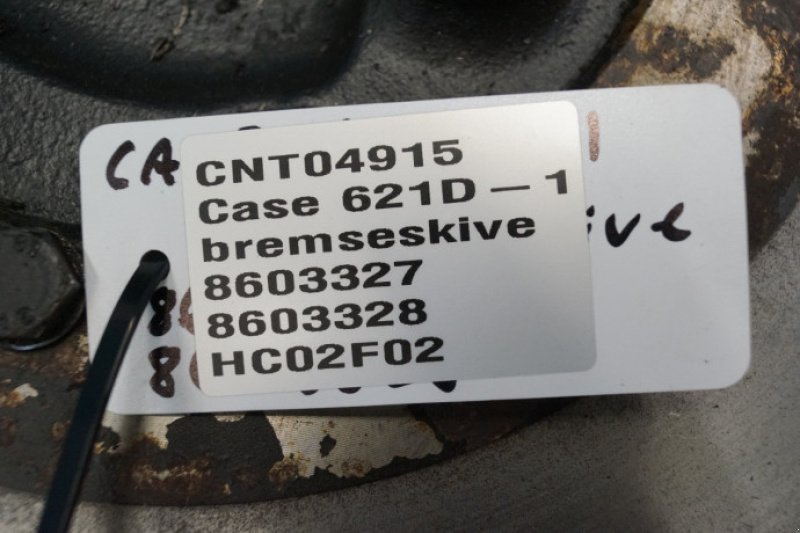 CNT04915
Case 621D – 1
bremseskive
8603327
8603328
HC02F02